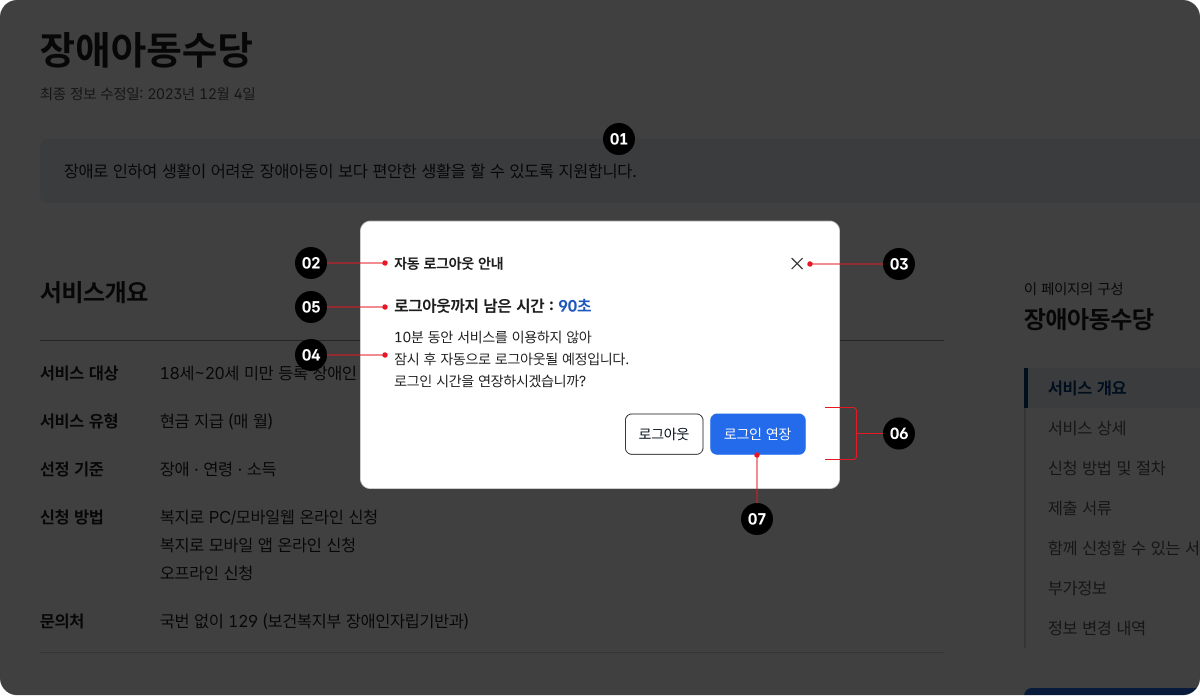 장애아동수당
최종 정보 수정일: 2023년 12월 4일
01
장애로 인하여 생활이 어려운 장애아동이 보다 편안한 생활을 할 수 있도록 지원합니다.
02
자동 로그아웃 안내
03
05
로그아웃까지 남은 시간 : 90초
04
10분 동안 서비스를 이용하지 않아
잠시 후 자동으로 로그아웃될 예정입니다.
로그인 시간을 연장하시겠습니까?
로그아웃
로그인 연장
06
07
서비스개요
서비스 대상
18세~20세 미만 등록 장애인
서비스 유형
현금 지급 (매 월)
선정 기준
장애 · 연령 · 소득
신청 방법
복지로 PC/모바일웹 온라인 신청
복지로 모바일 앱 온라인 신청
오프라인 신청
문의처
국번 없이 129 (보건복지부 장애인자립기반과)
이 페이지의 구성
장애아동수당
서비스 개요
서비스 상세
신청 방법 및 절차
제출 서류
함께 신청할 수 있는 서
부가정보
정보 변경 내역